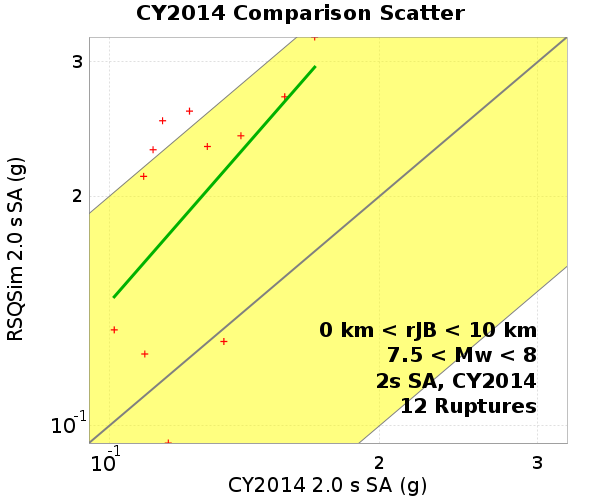 CY2014 Comparison Scatter
RSQSim 2.0 s SA (g)
3
2
10-1
0 km < rJB < 10 km
7.5 < Mw < 8
2s SA, CY2014
12 Ruptures
10-1 2 3
CY2014 2.0 s SA (g)